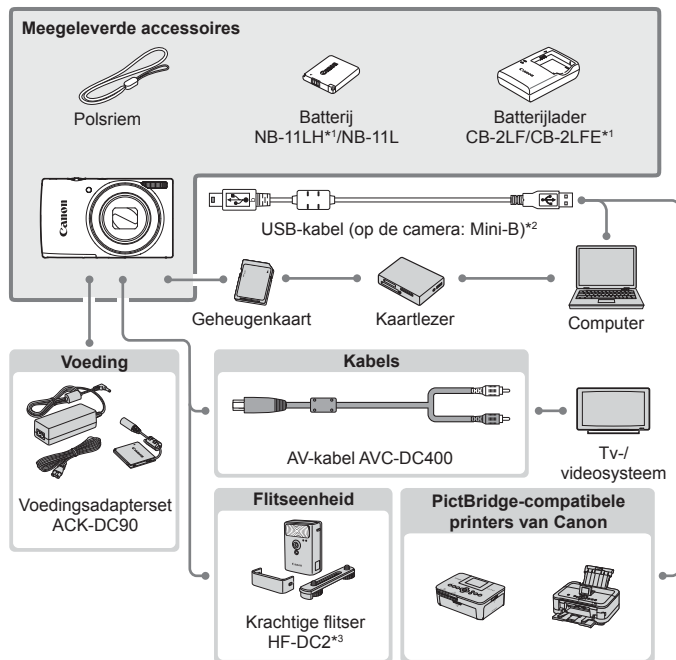 Meegeleverde accessoires
Polsriem
Batterij
NB-11LH*1/NB-11L
Batterijlader
CB-2LF/CB-2LFE*1
Canon
USB-kabel (op de camera: Mini-B)*2
Geheugenkaart
Kaartlezer
Computer
Voeding
Voedingsadapterset
ACK-DC90
Kabels
AV-kabel AVC-DC400
Tv-/
videosysteem
Flitseenheid
Krachtige flitser
HF-DC2*3
PictBridge-compatibele
printers van Canon